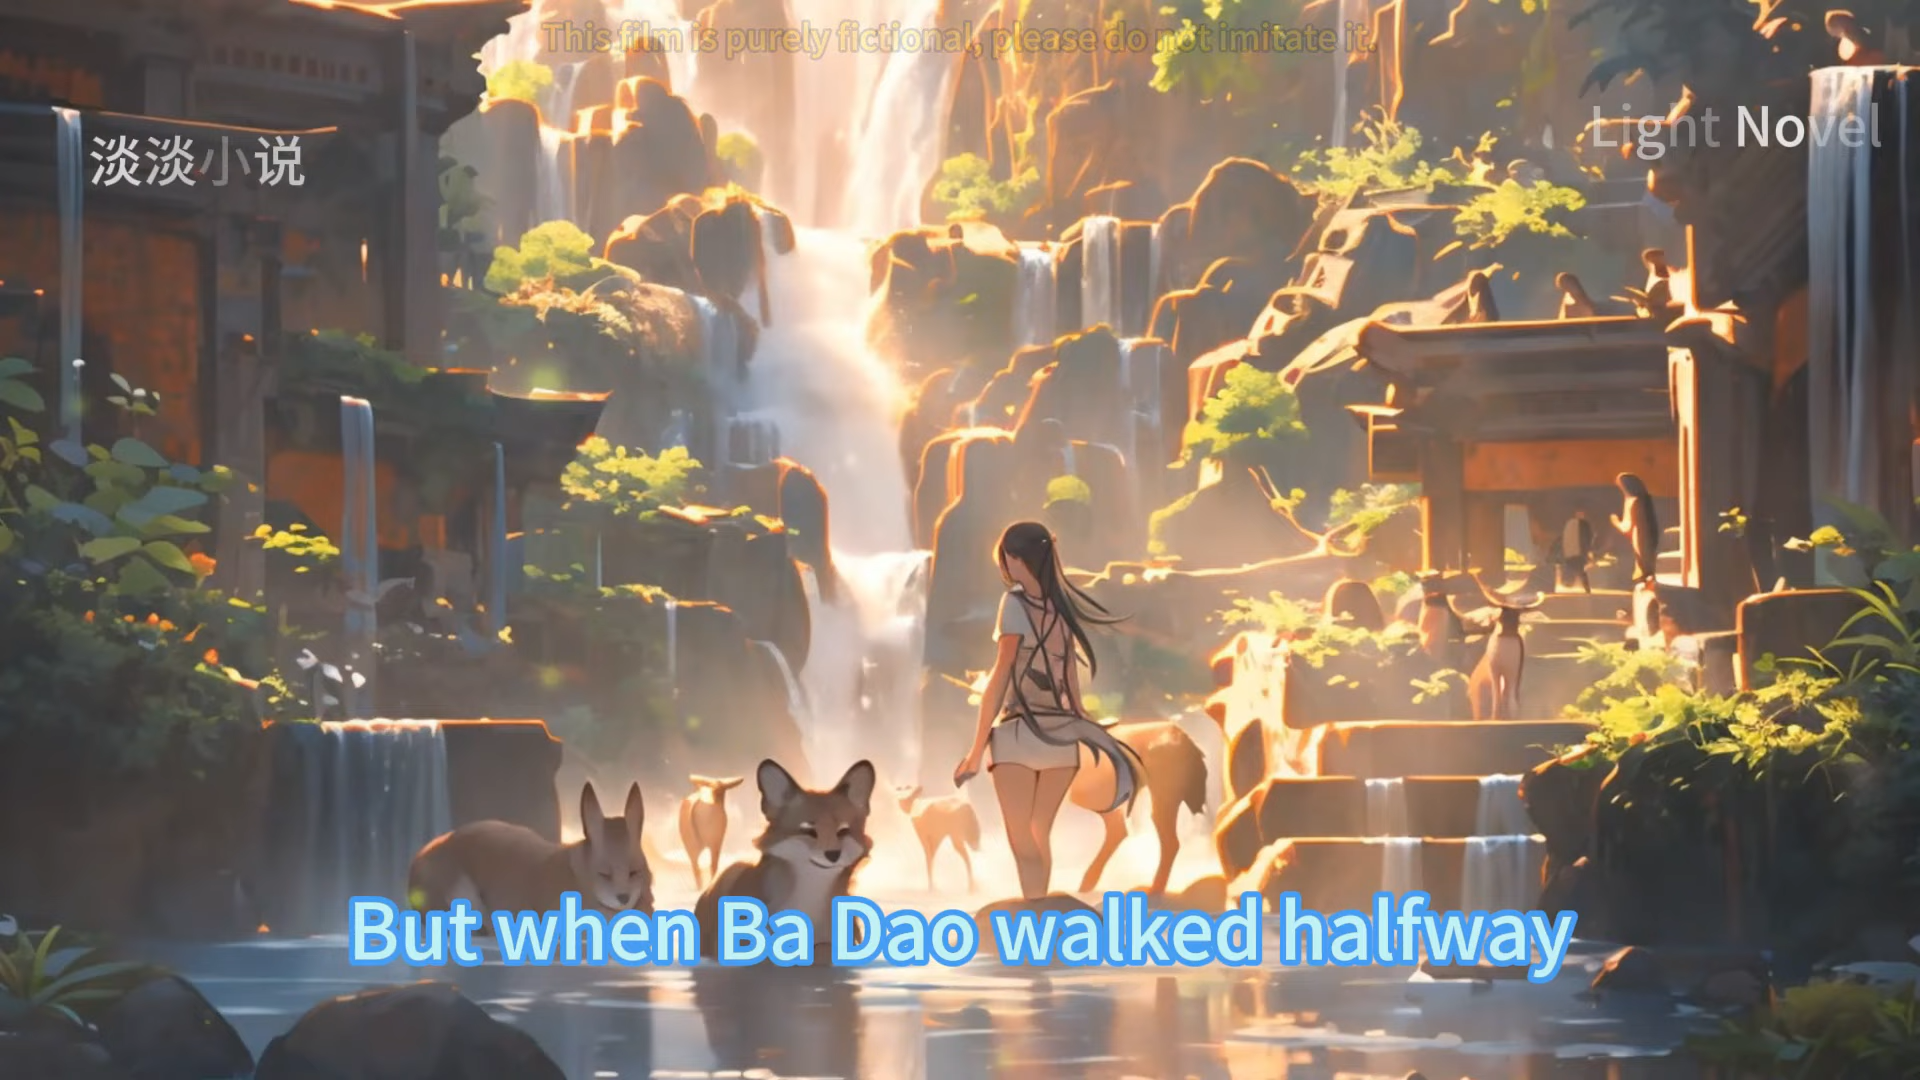 This film is purely fictional, please do not imitate it.
淡淡小说
Light Novel
But when Ba Dao walked halfway